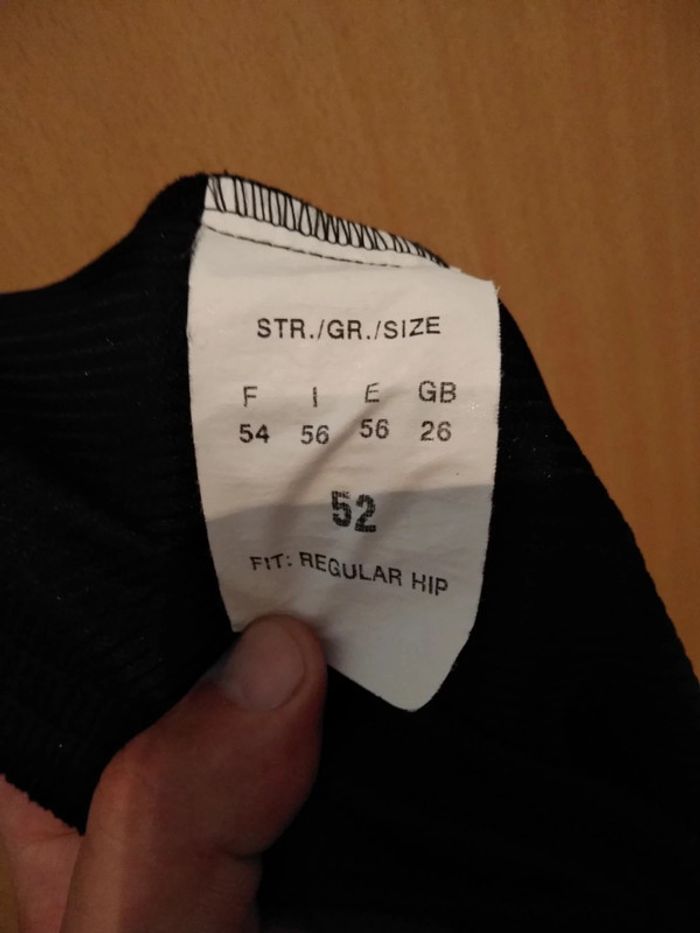 STR./GR./SIZE
F I E GB
54 56 56 26
52
FIT: REGULAR HIP